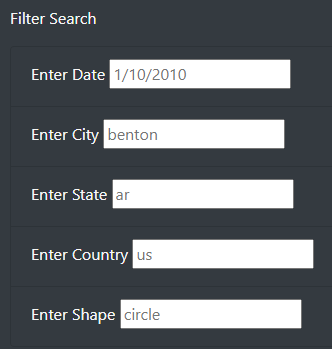 Filter Search
Enter Date 1/10/2010
Enter City benton
Enter State ar
Enter Country us
Enter Shape circle